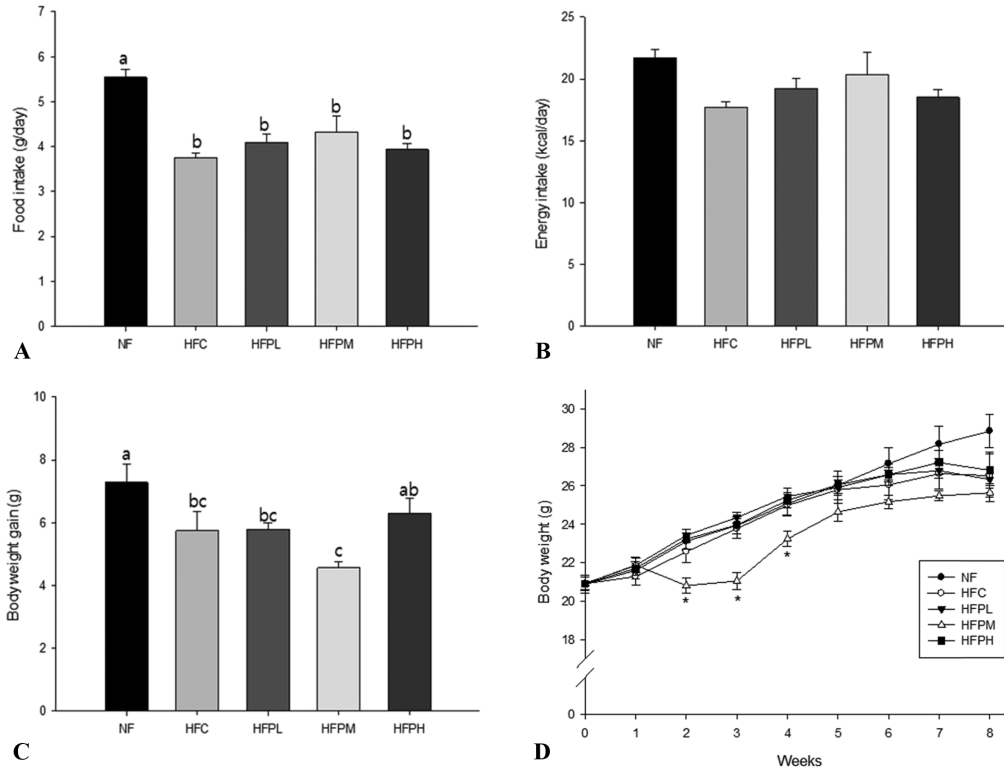 7
6
5
4
3
2
1
0
Food intake (g/day)
a
b
b
b
b
NF
HFC
HFPL
HFPM
HFPH
A
25
20
15
10
5
0
Energy intake (kcal/day)
NF
HFC
HFPL
HFPM
HFPH
B
10
8
6
4
2
0
Body weight gain (g)
a
bc
bc
c
ab
NF
HFC
HFPL
HFPM
HFPH
C
30
28
26
24
22
20
18
0
Body weight (g)
*
*
*
NF
HFC
HFPL
HFPM
HFPH
0 1 2 3 4 5 6 7 8
Weeks
D